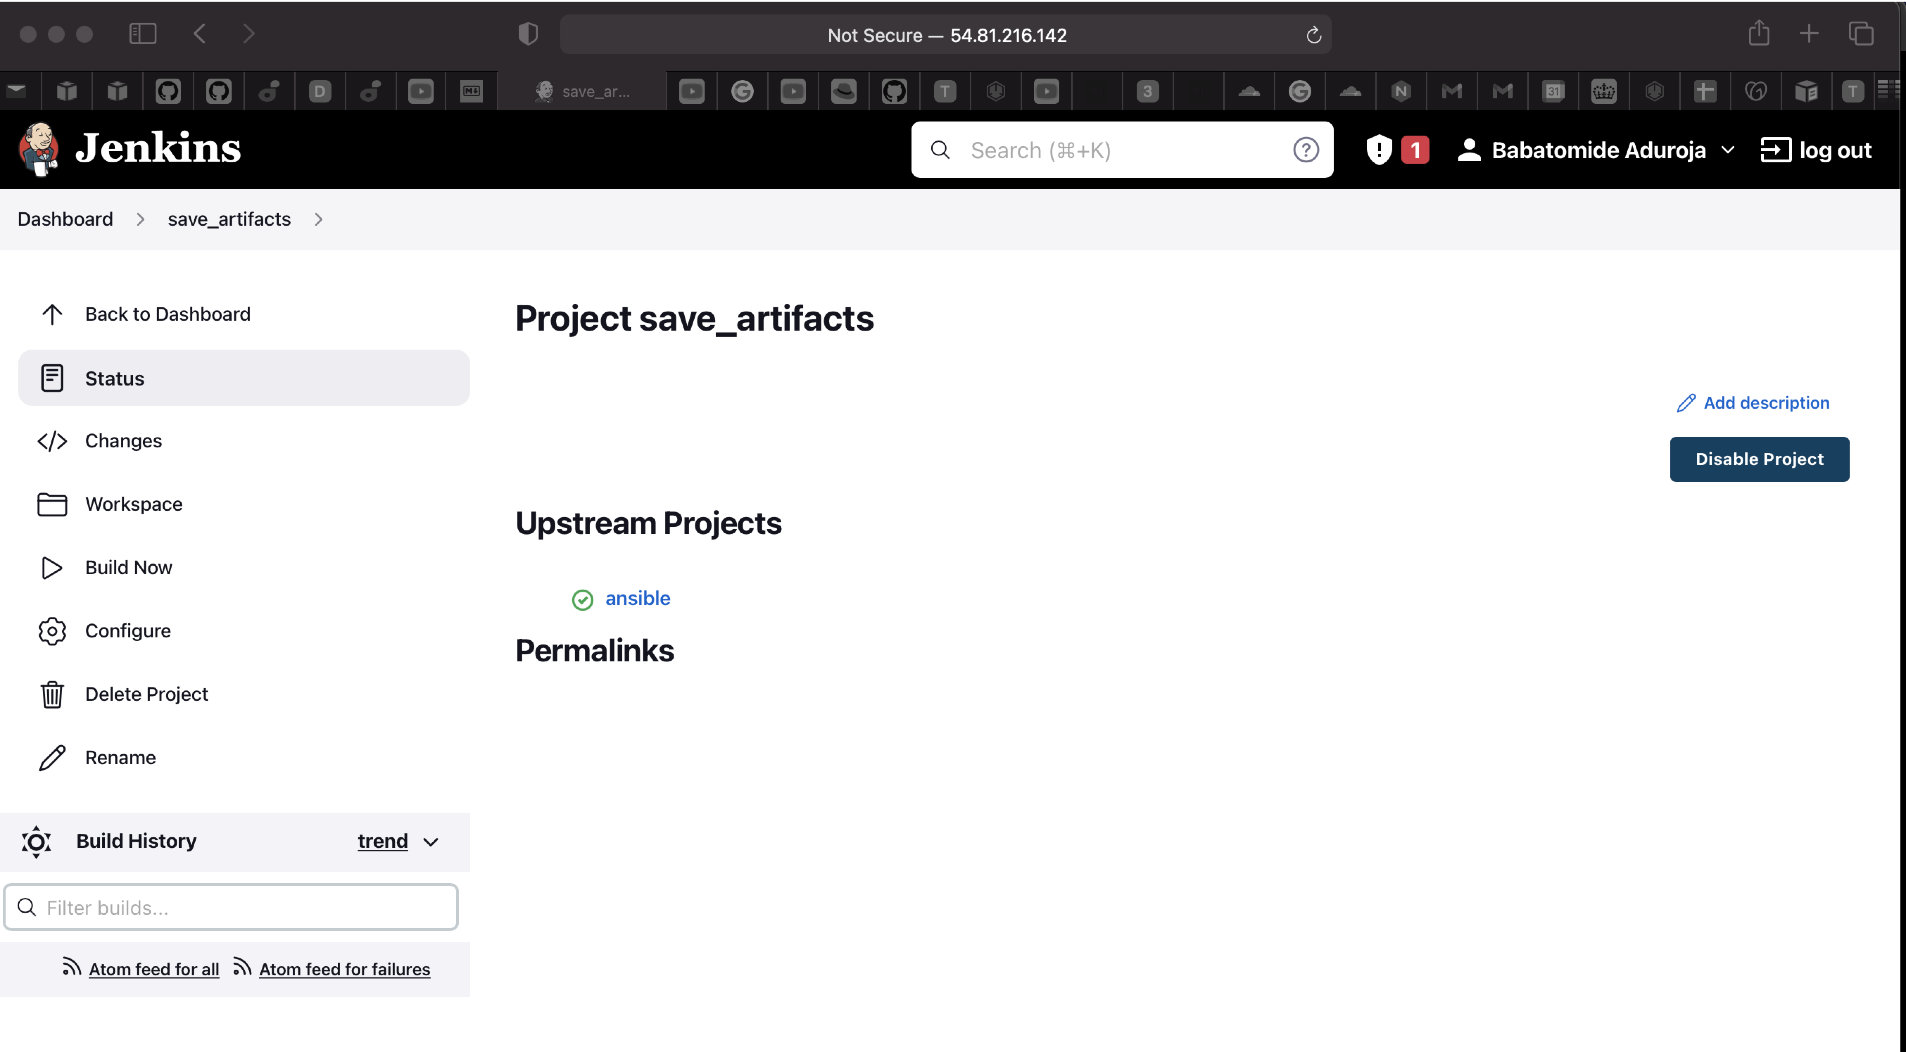 Not Secure — 54.81.216.142
D
save_ar...
T
3
N
31
T
Jenkins
Search (⌘+K)
1
Babatomide Aduroja
log out
Dashboard
save_artifacts
Back to Dashboard
Status
Changes
Workspace
Build Now
Configure
Delete Project
Rename
Build History
trend
Filter builds...
Atom feed for all
Atom feed for failures
Project save_artifacts
Add description
Disable Project
Upstream Projects
ansible
Permalinks